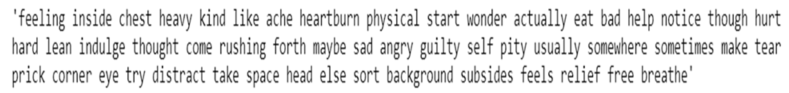 'feeling inside chest heavy kind like ache heartburn physical start wonder actually eat bad help notice though hurt
hard lean indulge thought come rushing forth maybe sad angry guilty self pity usually somewhere sometimes make tear
prick corner eye try distract take space head else sort background subsides feels relief free breathe'